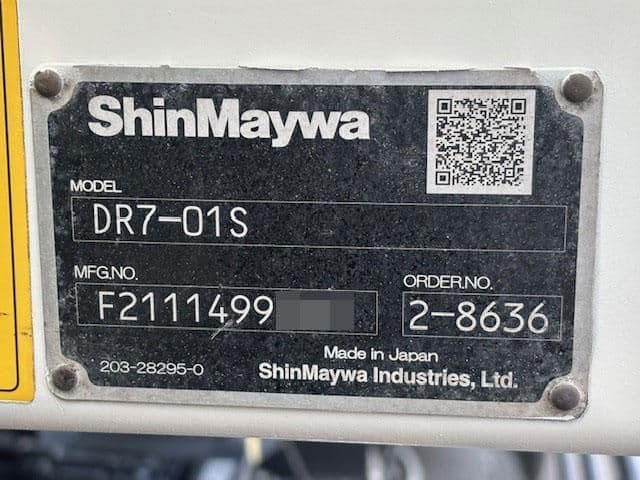 ShinMaywa
MODEL
DR7-01S
MFG.NO.
F2111499
ORDER.NO.
2-8636
203-28295-0
Made in Japan
ShinMaywa Industries, Ltd.